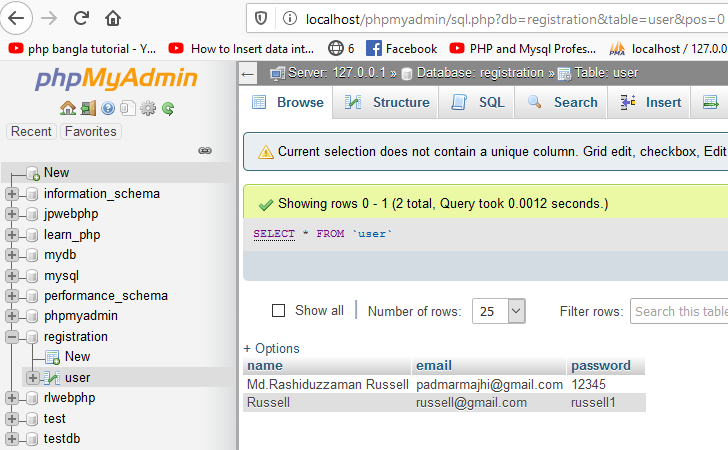 localhost/phpmyadmin/sql.php?db=registration&table=user&pos=0
php bangla tutorial - Y... How to Insert data int... 6 Facebook PHP and Mysql Profes... PMA localhost / 127.0.0
phpMyAdmin
Recent Favorites
New
information_schema
jpwebphp
learn_php
mydb
mysql
performance_schema
phpmyadmin
registration
New
user
rlwebphp
test
testdb
Server: 127.0.0.1 » Database: registration » Table: user
Browse Structure SQL Search Insert
Current selection does not contain a unique column. Grid edit, checkbox, Edit
Showing rows 0 - 1 (2 total, Query took 0.0012 seconds.)
SELECT * FROM `user`
Show all Number of rows: 25 Filter rows: Search this table
+ Options
name email password
Md.Rashiduzzaman Russell padmarmajhi@gmail.com 12345
Russell russell@gmail.com russell1